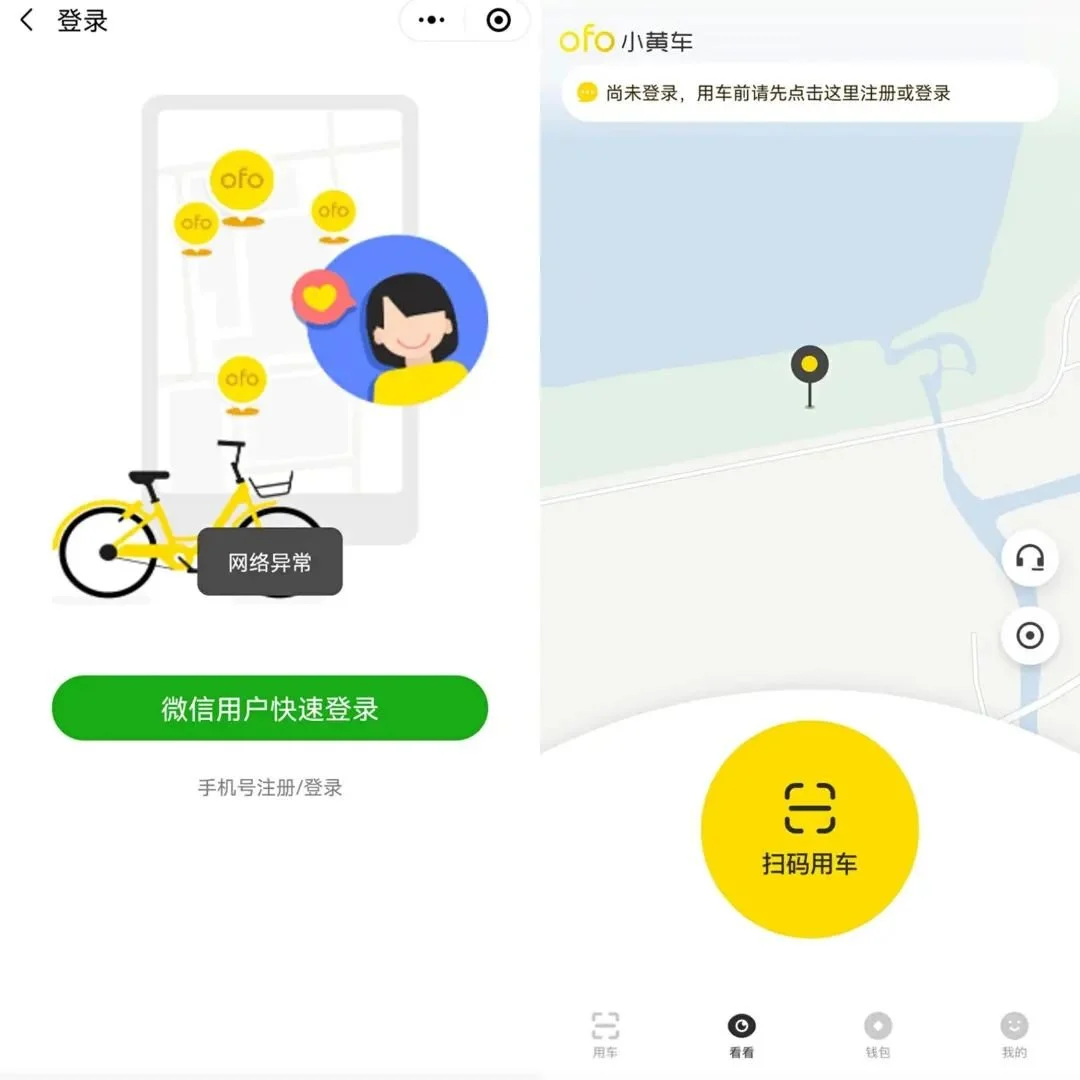 登录
ofo
ofo
ofo
ofo
网络异常
微信用户快速登录
手机号注册/登录
ofo 小黄车
尚未登录，用车前请先点击这里注册或登录
扫码用车
用车
看看
钱包
我的